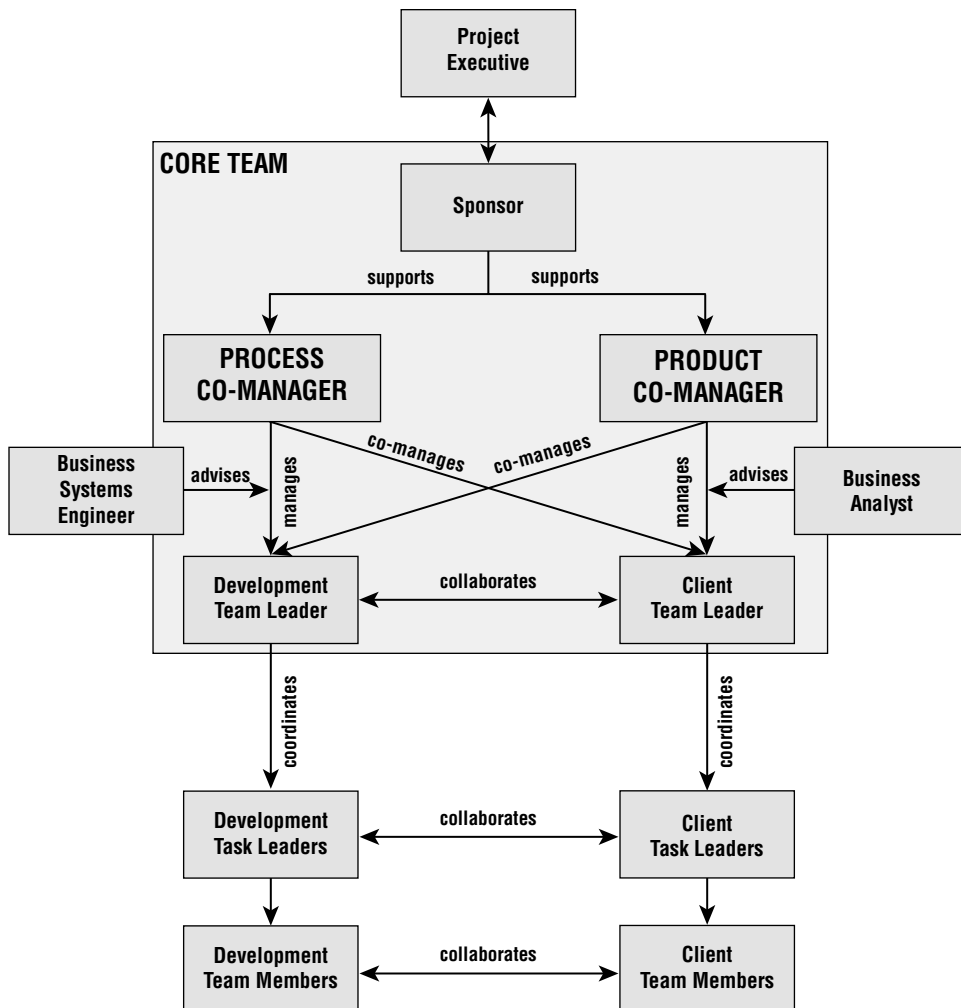 Project
Executive
CORE TEAM
Sponsor
supports
supports
PROCESS
CO-MANAGER
PRODUCT
CO-MANAGER
co-manages
co-manages
Business
Systems
Engineer
advises
manages
manages
advises
Business
Analyst
Development
Team Leader
collaborates
Client
Team Leader
coordinates
coordinates
Development
Task Leaders
collaborates
Client
Task Leaders
Development
Team Members
collaborates
Client
Team Members